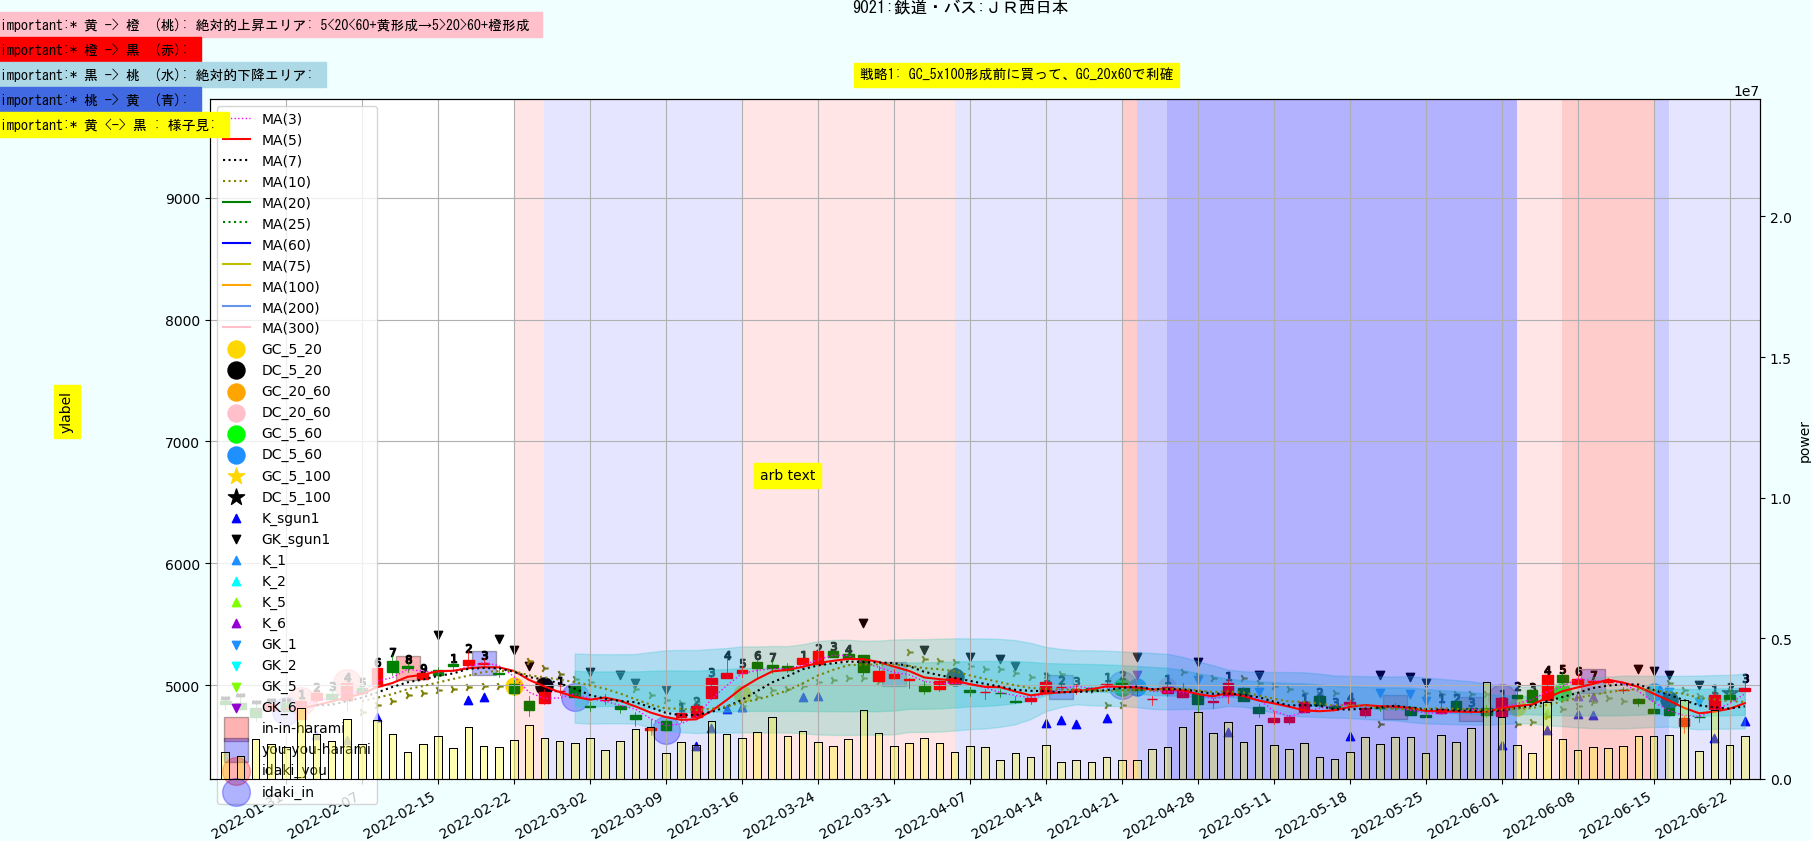 9021:鉄道・バス:ＪＲ西日本
important:* 黄 -> 橙 (桃): 絶対的上昇エリア: 5<20<60+黄形成→5>20>60+橙形成
important:* 橙 -> 黒 (赤):
important:* 黒 -> 桃 (水): 絶対的下降エリア:
戦略1: GC_5x100形成前に買って、GC_20x60で利確
important:* 桃 -> 黄 (青):
important:* 黄 <-> 黒 : 様子見:
1e7
MA(3)
MA(5)
MA(7)
MA(10)
MA(20)
MA(25)
MA(60)
MA(75)
MA(100)
MA(200)
MA(300)
GC_5_20
DC_5_20
GC_20_60
DC_20_60
GC_5_60
DC_5_60
GC_5_100
DC_5_100
K_sgun1
GK_sgun1
K_1
K_2
K_5
K_6
GK_1
GK_2
GK_5
GK_6
in-in-harami
you-you-harami
idaki_you
idaki_in
9000
8000
7000
6000
5000
ylabel
arb text
2.0
1.5
1.0
0.5
0.0
power
2022-01-31
2022-02-07
2022-02-15
2022-02-22
2022-03-02
2022-03-09
2022-03-16
2022-03-24
2022-03-31
2022-04-07
2022-04-14
2022-04-21
2022-04-28
2022-05-11
2022-05-18
2022-05-25
2022-06-01
2022-06-08
2022-06-15
2022-06-22